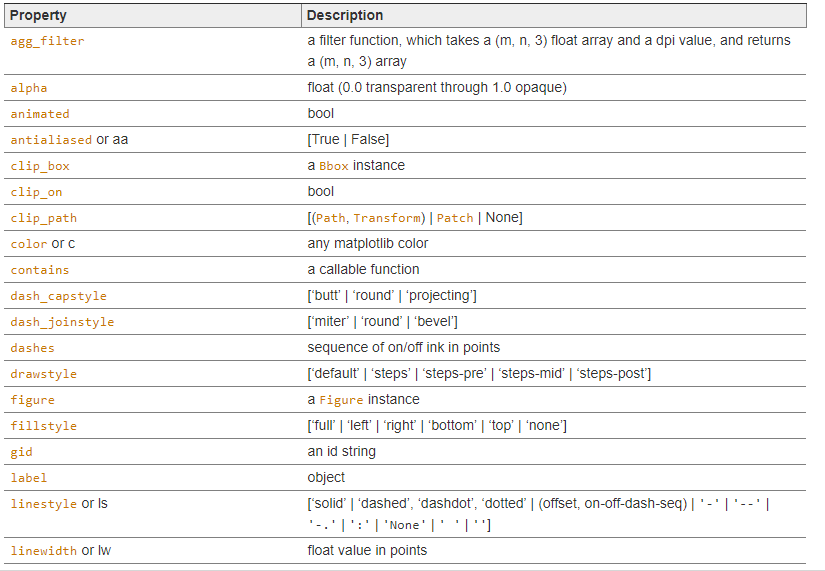 Property Description
agg_filter a filter function, which takes a (m, n, 3) float array and a dpi value, and returns
a (m, n, 3) array
alpha float (0.0 transparent through 1.0 opaque)
animated bool
antialiased or aa [True | False]
clip_box a Bbox instance
clip_on bool
clip_path [(Path, Transform) | Patch | None]
color or c any matplotlib color
contains a callable function
dash_capstyle [‘butt’ | ‘round’ | ‘projecting’]
dash_joinstyle [‘miter’ | ‘round’ | ‘bevel’]
dashes sequence of on/off ink in points
drawstyle [‘default’ | ‘steps’ | ‘steps-pre’ | ‘steps-mid’ | ‘steps-post’]
figure a Figure instance
fillstyle [‘full’ | ‘left’ | ‘right’ | ‘bottom’ | ‘top’ | ‘none’]
gid an id string
label object
linestyle or ls [‘solid’ | ‘dashed’, ‘dashdot’, ‘dotted’ | (offset, on-off-dash-seq) | '-' | '--' |
'-.' | ':' | 'None' | ' ' | '']
linewidth or lw float value in points